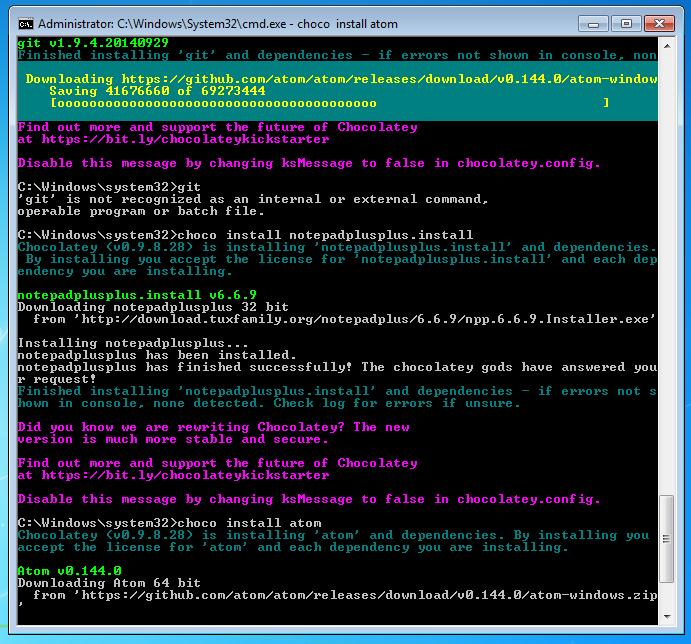 Administrator: C:\Windows\System32\cmd.exe - choco install atom
git v1.9.4.20140929
Finished installing 'git' and dependencies - if errors not shown in console, non
Downloading https://github.com/atom/atom/releases/download/v0.144.0/atom-window
Saving 41676660 of 69273444
[oooooooooooooooooooooooooooooooooooooooo ]
Find out more and support the future of Chocolatey
at https://bit.ly/chocolateykickstarter
Disable this message by changing ksMessage to false in chocolatey.config.
C:\Windows\system32>git
'git' is not recognized as an internal or external command,
operable program or batch file.
C:\Windows\system32>choco install notepadplusplus.install
Chocolatey (v0.9.8.28) is installing 'notepadplusplus.install' and dependencies.
By installing you accept the license for 'notepadplusplus.install' and each dep
endency you are installing.
notepadplusplus.install v6.6.9
Downloading notepadplusplus 32 bit
from 'http://download.tuxfamily.org/notepadplus/6.6.9/npp.6.6.9.Installer.exe'
Installing notepadplusplus...
notepadplusplus has been installed.
notepadplusplus has finished successfully! The chocolatey gods have answered you
r request!
Finished installing 'notepadplusplus.install' and dependencies - if errors not s
hown in console, none detected. Check log for errors if unsure.
Did you know we are rewriting Chocolatey? The new
version is much more stable and secure.
Find out more and support the future of Chocolatey
at https://bit.ly/chocolateykickstarter
Disable this message by changing ksMessage to false in chocolatey.config.
C:\Windows\system32>choco install atom
Chocolatey (v0.9.8.28) is installing 'atom' and dependencies. By installing you
accept the license for 'atom' and each dependency you are installing.
Atom v0.144.0
Downloading Atom 64 bit
from 'https://github.com/atom/atom/releases/download/v0.144.0/atom-windows.zip
'